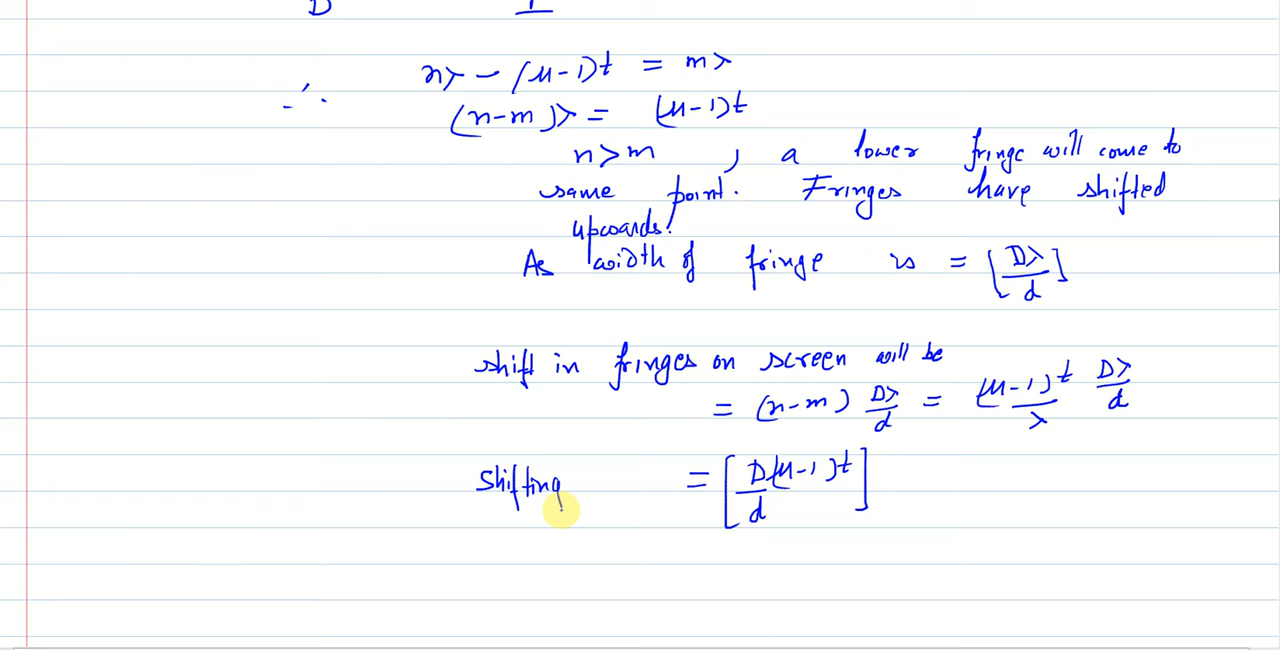 D
nλ - (μ-1)t = mλ
∴ (n-m)λ = (μ-1)t
n>m , a lower fringe will come to
same point. Fringes have shifted
upwards.
As width of fringe is = [Dλ/d]
shift in fringes on screen will be
= (n-m) Dλ/d = (μ-1)t/λ Dλ/d
Shifting = [D(μ-1)t/d]